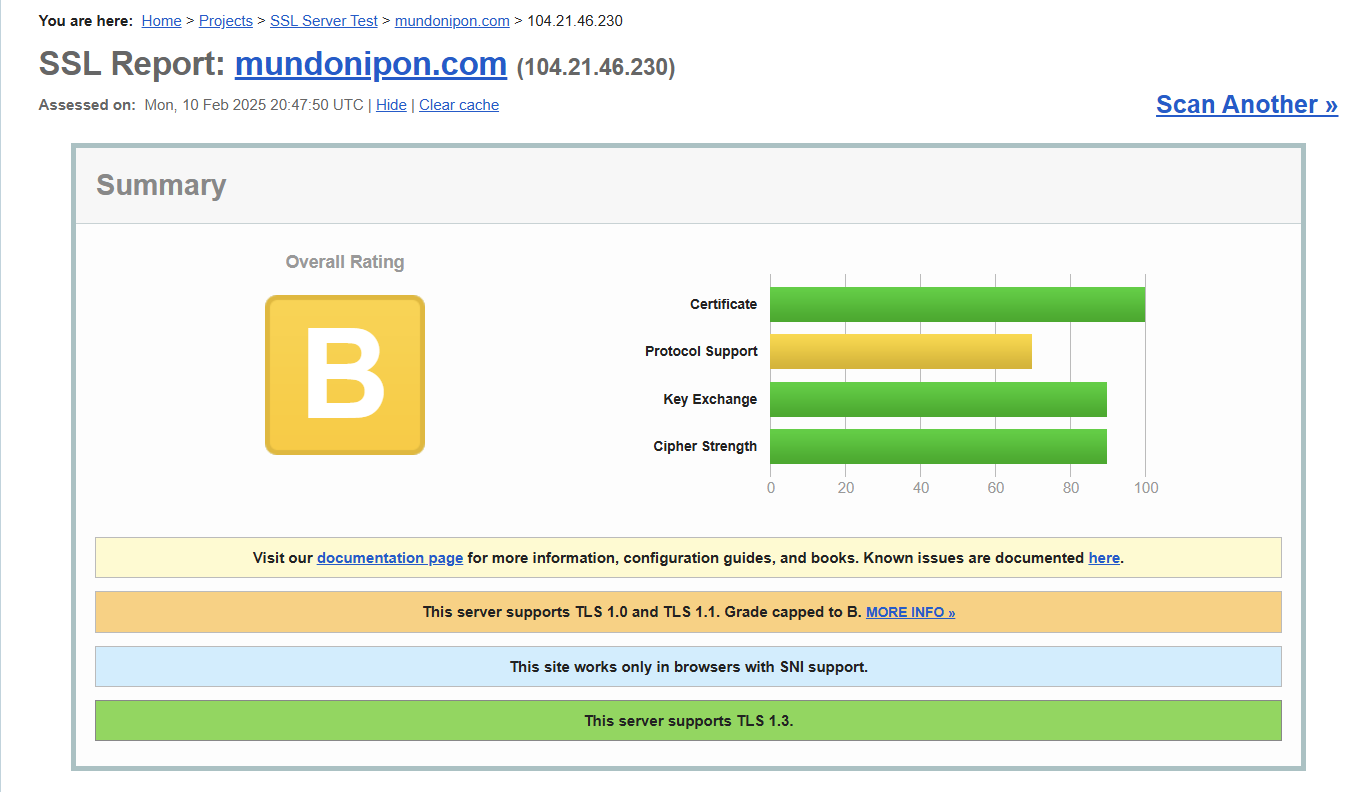 You are here: Home > Projects > SSL Server Test > mundonipon.com > 104.21.46.230
SSL Report: mundonipon.com (104.21.46.230)
Assessed on: Mon, 10 Feb 2025 20:47:50 UTC | Hide | Clear cache
Scan Another »
Summary
Overall Rating
B
Certificate
Protocol Support
Key Exchange
Cipher Strength
0 20 40 60 80 100
Visit our documentation page for more information, configuration guides, and books. Known issues are documented here.
This server supports TLS 1.0 and TLS 1.1. Grade capped to B. MORE INFO »
This site works only in browsers with SNI support.
This server supports TLS 1.3.